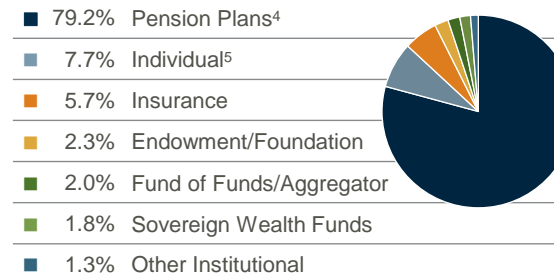 79.2% Pension Plans⁴
7.7% Individual⁵
5.7% Insurance
2.3% Endowment/Foundation
2.0% Fund of Funds/Aggregator
1.8% Sovereign Wealth Funds
1.3% Other Institutional